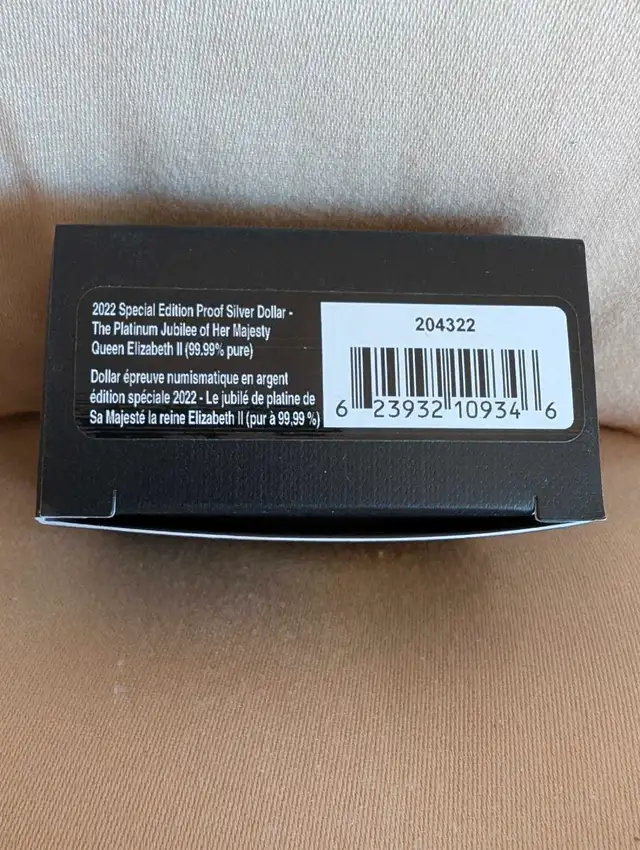 2022 Special Edition Proof Silver Dollar -
The Platinum Jubilee of Her Majesty
Queen Elizabeth II (99.99% pure)
Dollar épreuve numismatique en argent
édition spéciale 2022 - Le jubilé de platine de
Sa Majesté la reine Elizabeth II (pur à 99,99 %)
204322
6 23932 10934 6